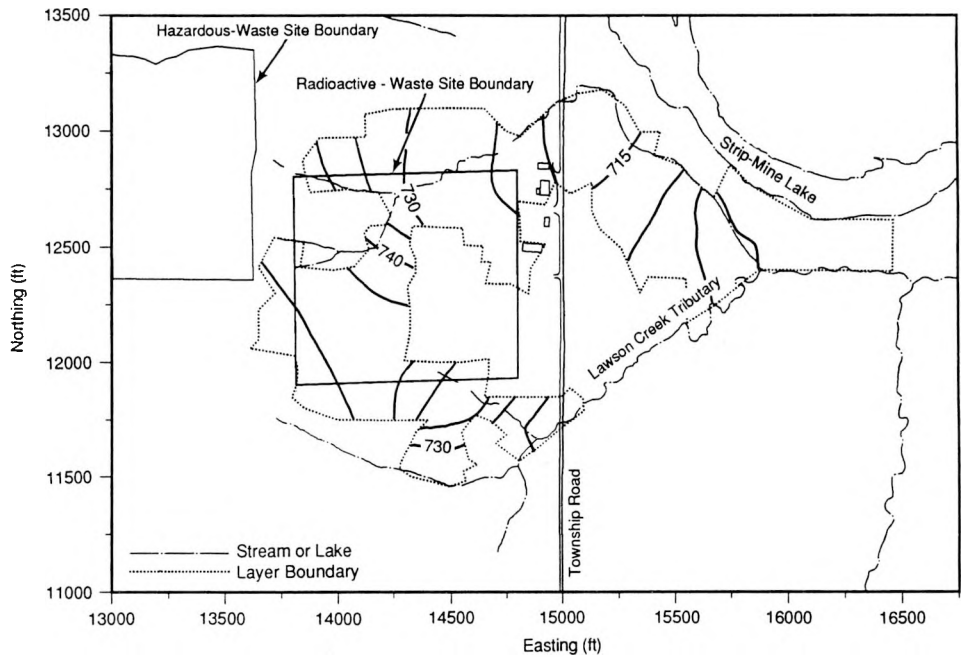 13500
Hazardous-Waste Site Boundary
Radioactive - Waste Site Boundary
13000
Strip-Mine Lake
715
730
12500
740
Northing (ft)
Lawson Creek Tributary
12000
730
11500
Township Road
Stream or Lake
Layer Boundary
11000
13000 13500 14000 14500 15000 15500 16000 16500
Easting (ft)